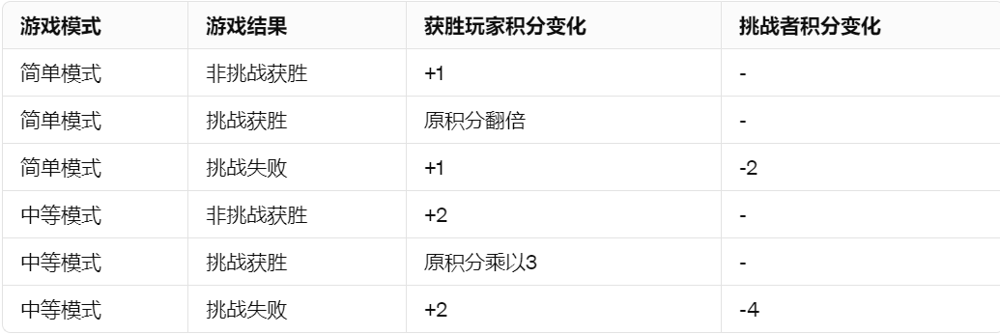 游戏模式 游戏结果 获胜玩家积分变化 挑战者积分变化
简单模式 非挑战获胜 +1 -
简单模式 挑战获胜 原积分翻倍 -
简单模式 挑战失败 +1 -2
中等模式 非挑战获胜 +2 -
中等模式 挑战获胜 原积分乘以3 -
中等模式 挑战失败 +2 -4